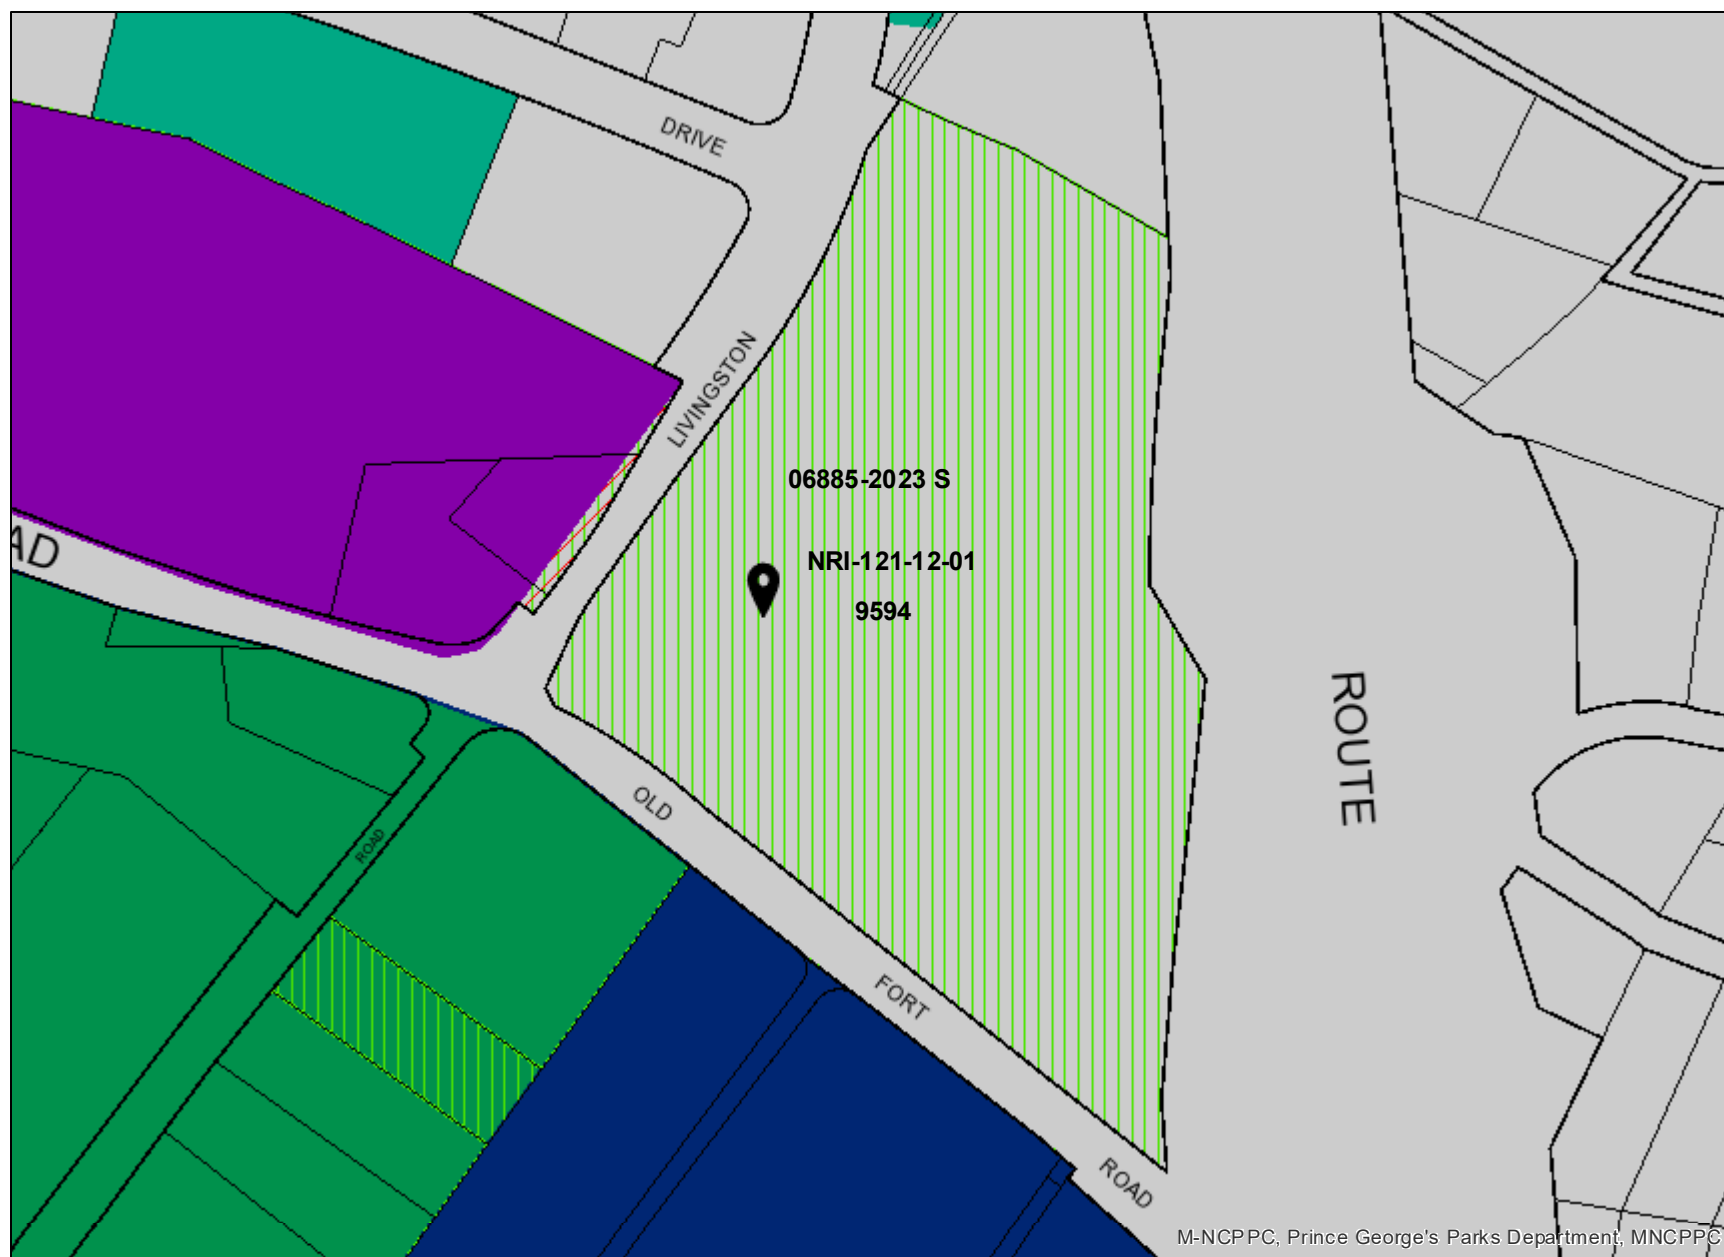 DRIVE
LIVINGSTON
06885-2023 S
NRI-121-12-01
9594
AD
ROUTE
OLD
ROAD
FORT
ROAD
M-NCPPC, Prince George's Parks Department, MNCPPC